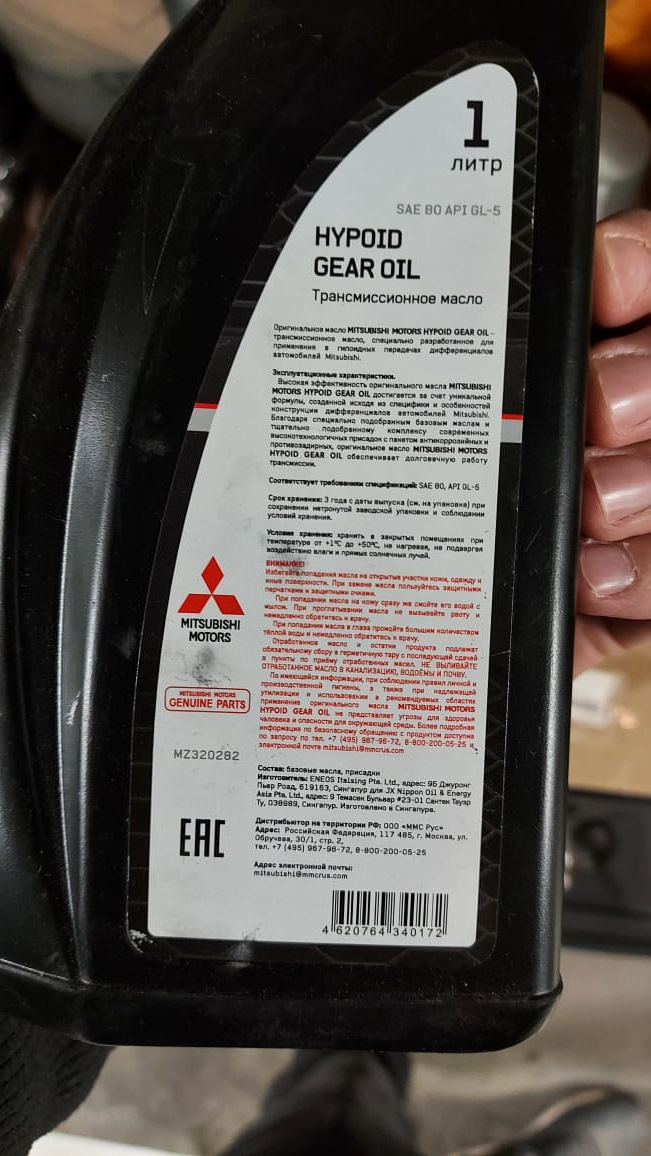 1
литр
SAE 80 API GL-5
HYPOID
GEAR OIL
Трансмиссионное масло
Оригинальное масло MITSUBISHI MOTORS HYPOID GEAR OIL –
трансмиссионное масло, специально разработанное для
применения в гипоидных передачах дифференциалов
автомобилей Mitsubishi.
Эксплуатационные характеристики.
Высокая эффективность оригинального масла MITSUBISHI
MOTORS HYPOID GEAR OIL достигается за счет уникальной
формулы, созданной исходя из специфики и особенностей
конструкции дифференциалов автомобилей Mitsubishi.
Благодаря специально подобранным базовым маслам и
тщательно подобранному комплексу современных
высокотехнологичных присадок с пакетом антикоррозийных и
противозадирных, оригинальное масло MITSUBISHI MOTORS
HYPOID GEAR OIL обеспечивает долговечную работу
трансмиссии.
Соответствует требованиям спецификаций: SAE 80, API GL-5
Срок хранения: 3 года с даты выпуска (см. на упаковке) при
сохранении нетронутой заводской упаковки и соблюдении
условий хранения.
Условия хранения: хранить в закрытых помещениях при
температуре от +1°C до +50°C, не нагревая, не подвергая
воздействию влаги и прямых солнечных лучей.
ВНИМАНИЕ!
Избегайте попадания масла на открытые участки кожи, одежду и
иные поверхности. При замене масла пользуйтесь защитными
перчатками и защитными очками.
При попадании масла на кожу сразу же смойте его водой с
мылом. При проглатывании масла не вызывайте рвоту и
немедленно обратитесь к врачу.
При попадании масла в глаза промойте большим количеством
тёплой воды и немедленно обратитесь к врачу.
Отработанное масло и остатки продукта подлежат
обязательному сбору в герметичную тару с последующей сдачей
в пункты по приёму отработанных масел. НЕ ВЫЛИВАЙТЕ
ОТРАБОТАННОЕ МАСЛО В КАНАЛИЗАЦИЮ, ВОДОЁМЫ И ПОЧВУ.
По имеющейся информации, при соблюдении правил личной и
производственной гигиены, а также при надлежащей
утилизации и использовании в рекомендуемых областях
применения оригинального масла MITSUBISHI MOTORS
HYPOID GEAR OIL не представляет угрозы для здоровья
человека и опасности для окружающей среды. Более подробная
информация по безопасному обращению с продуктом доступна
по запросу по тел. +7 (495) 967-96-72, 8-800-200-05-25 и
электронной почте mitsubishi@mmcrus.com
MITSUBISHI
MOTORS
MITSUBISHI MOTORS
GENUINE PARTS
MZ320282
Состав: базовые масла, присадки
Изготовитель: ENEOS Italsing Pte. Ltd., адрес: 9Б Джуронг
Пьер Роад, 619163, Сингапур для JX Nippon Oil & Energy
Asia Pte. Ltd., адрес: 9 Темасек Бульвар #23-01 Сантек Тауэр
Ту, 038989, Сингапур. Изготовлено в Сингапуре.
EAC
Дистрибьютор на территории РФ: ООО «ММС Рус»
Адрес: Российская Федерация, 117 485, г. Москва, ул.
Обручева, 30/1, стр. 2,
тел. +7 (495) 967-96-72, 8-800-200-05-25
Адрес электронной почты:
mitsubishi@mmcrus.com
4 620764 340172